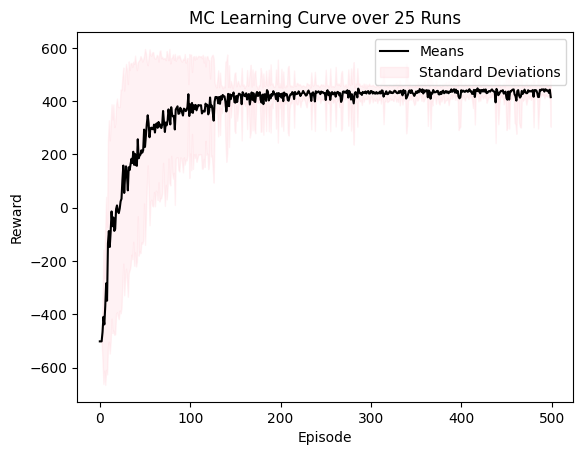 MC Learning Curve over 25 Runs
Means
Standard Deviations
Reward
600
400
200
0
−200
−400
−600
0
100
200
300
400
500
Episode